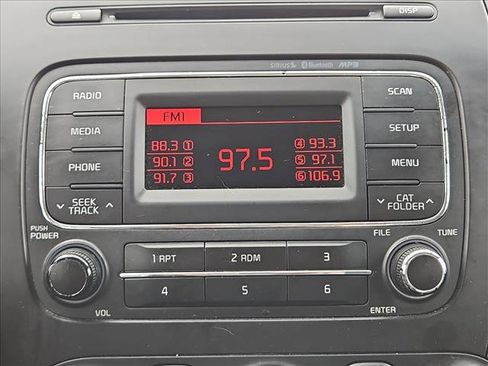 DISP
SIRIUS Bluetooth MP3
RADIO
MEDIA
PHONE
SEEK
TRACK
FM1
88.3 1
90.1 2
91.7 3
97.5
4 93.3
5 97.1
6 106.9
SCAN
SETUP
MENU
CAT
FOLDER
PUSH
POWER
VOL
1 RPT
2 RDM
3
4
5
6
FILE
TUNE
ENTER